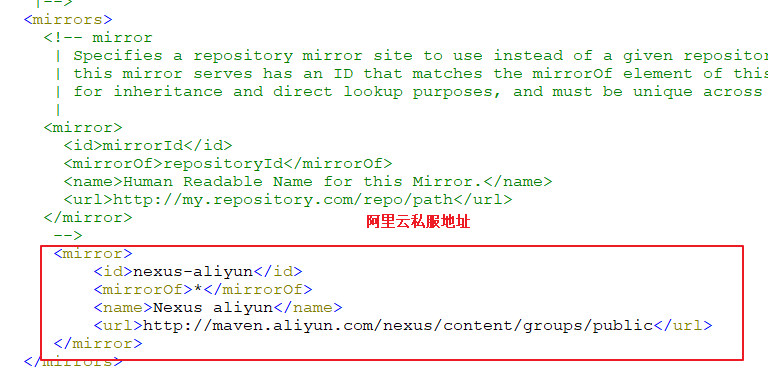 |-->
<mirrors>
<!-- mirror
| Specifies a repository mirror site to use instead of a given repositor
| this mirror serves has an ID that matches the mirrorOf element of this
| for inheritance and direct lookup purposes, and must be unique across
|
<mirror>
<id>mirrorId</id>
<mirrorOf>repositoryId</mirrorOf>
<name>Human Readable Name for this Mirror.</name>
<url>http://my.repository.com/repo/path</url>
</mirror>
阿里云私服地址
-->
<mirror>
<id>nexus-aliyun</id>
<mirrorOf>*</mirrorOf>
<name>Nexus aliyun</name>
<url>http://maven.aliyun.com/nexus/content/groups/public</url>
</mirror>
</mirrors>